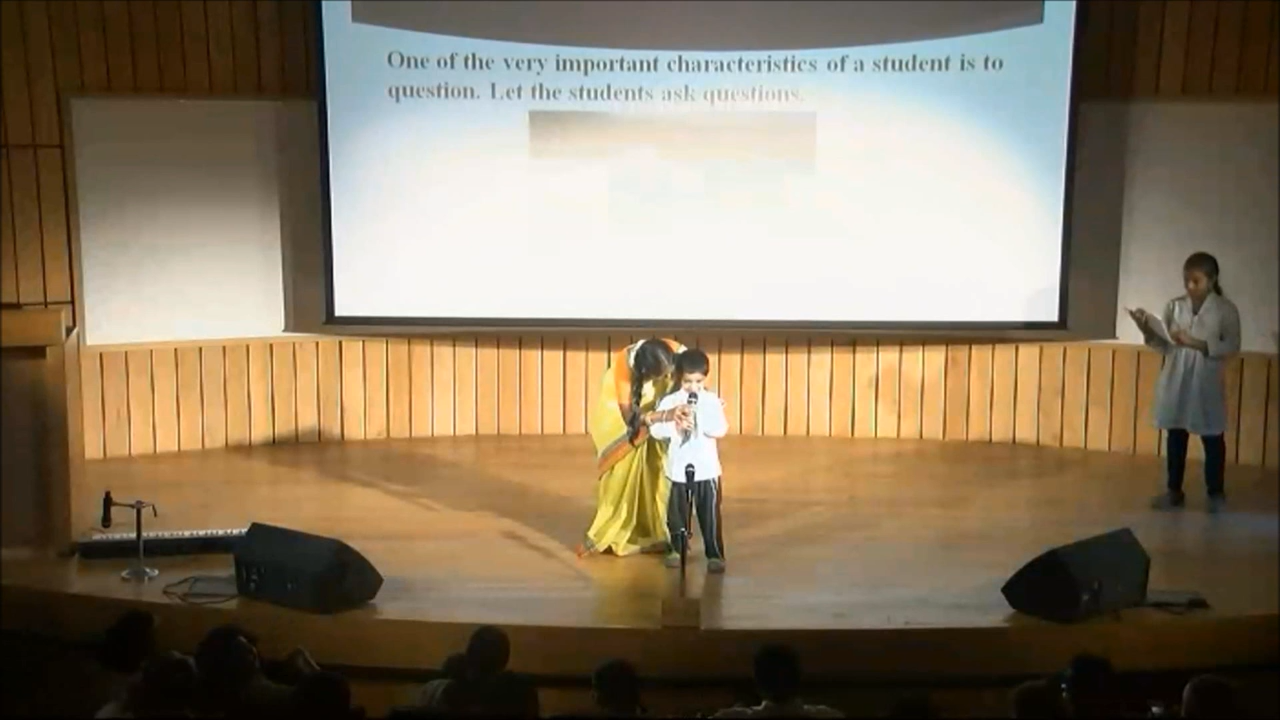 One of the very important characteristics of a student is to
question. Let the students ask questions.